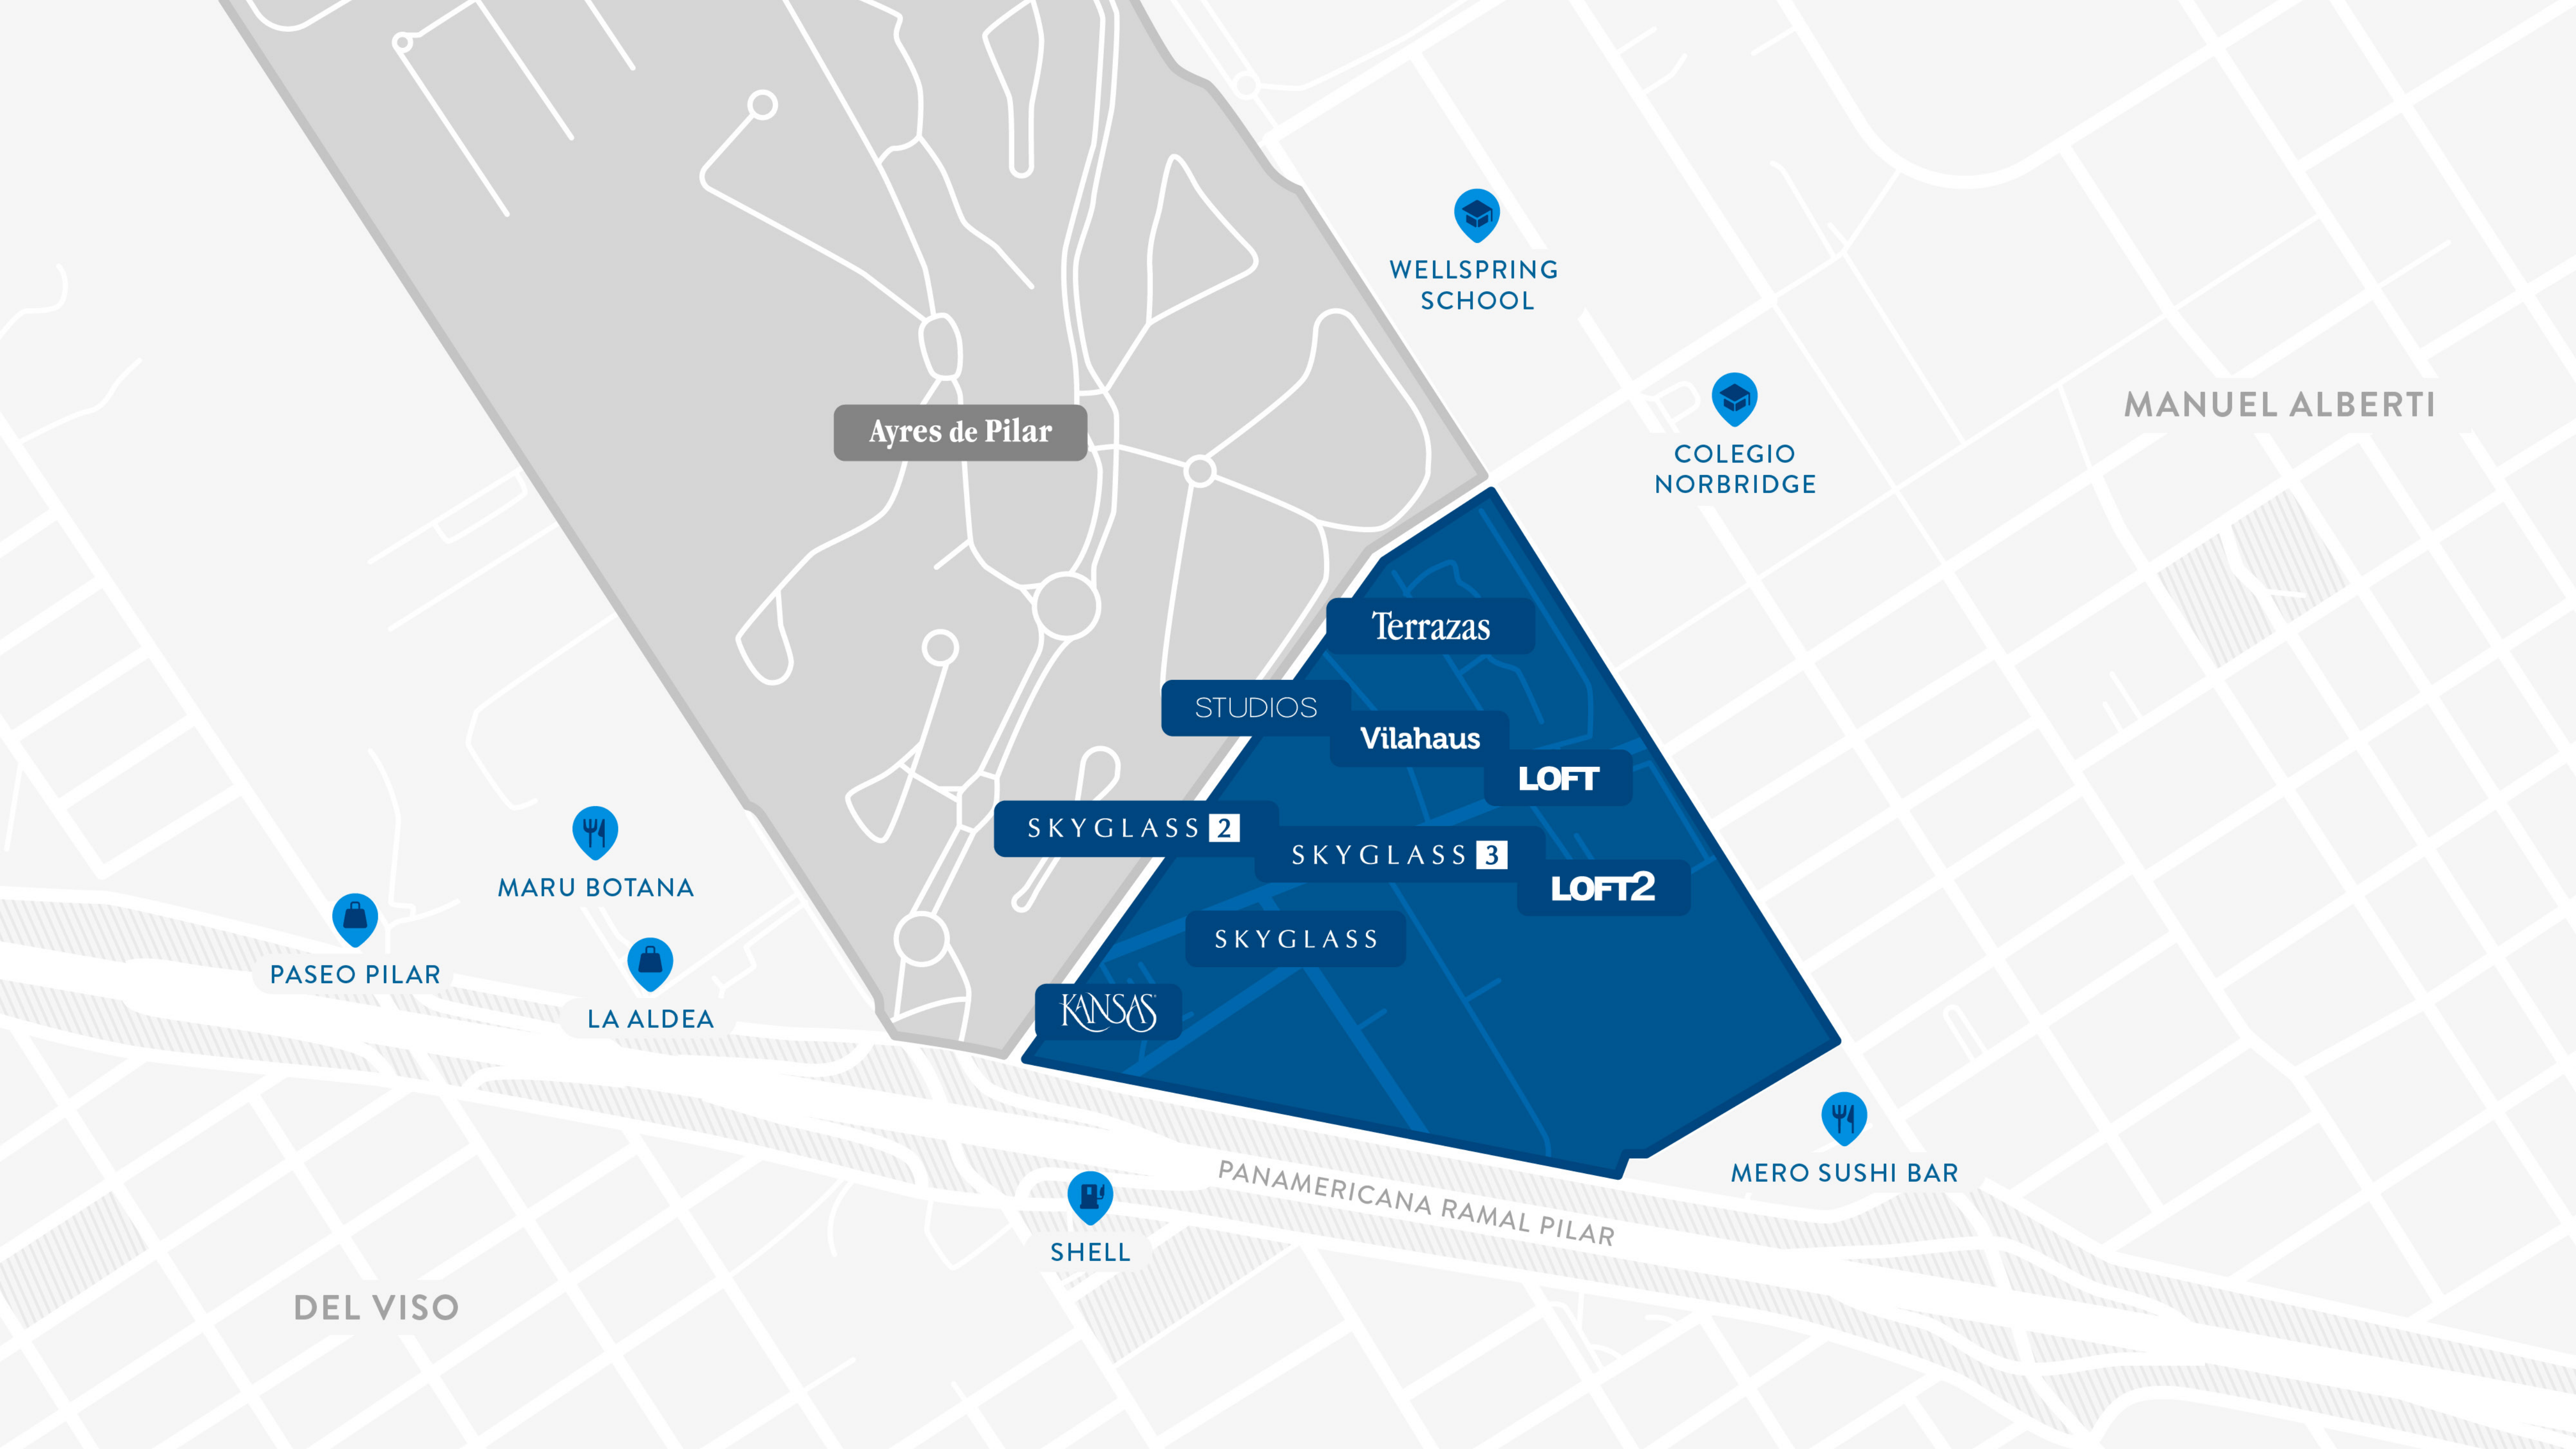 WELLSPRING
SCHOOL
MANUEL ALBERTI
Ayres de Pilar
COLEGIO
NORBRIDGE
Terrazas
STUDIOS
Vilahaus
LOFT
SKYGLASS 2
SKYGLASS 3
LOFT2
MARU BOTANA
SKYGLASS
PASEO PILAR
LA ALDEA
KANSAS
MERO SUSHI BAR
PANAMERICANA RAMAL PILAR
SHELL
DEL VISO